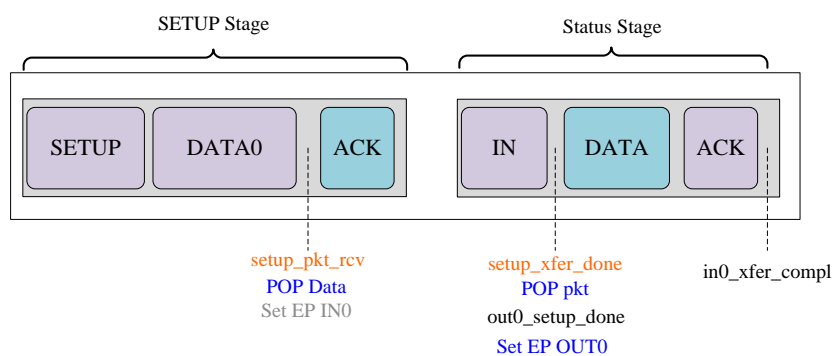 SETUP Stage
Status Stage
SETUP
DATA0
ACK
IN
DATA
ACK
setup_pkt_rcv
POP Data
Set EP IN0
setup_xfer_done
POP pkt
out0_setup_done
Set EP OUT0
in0_xfer_compl